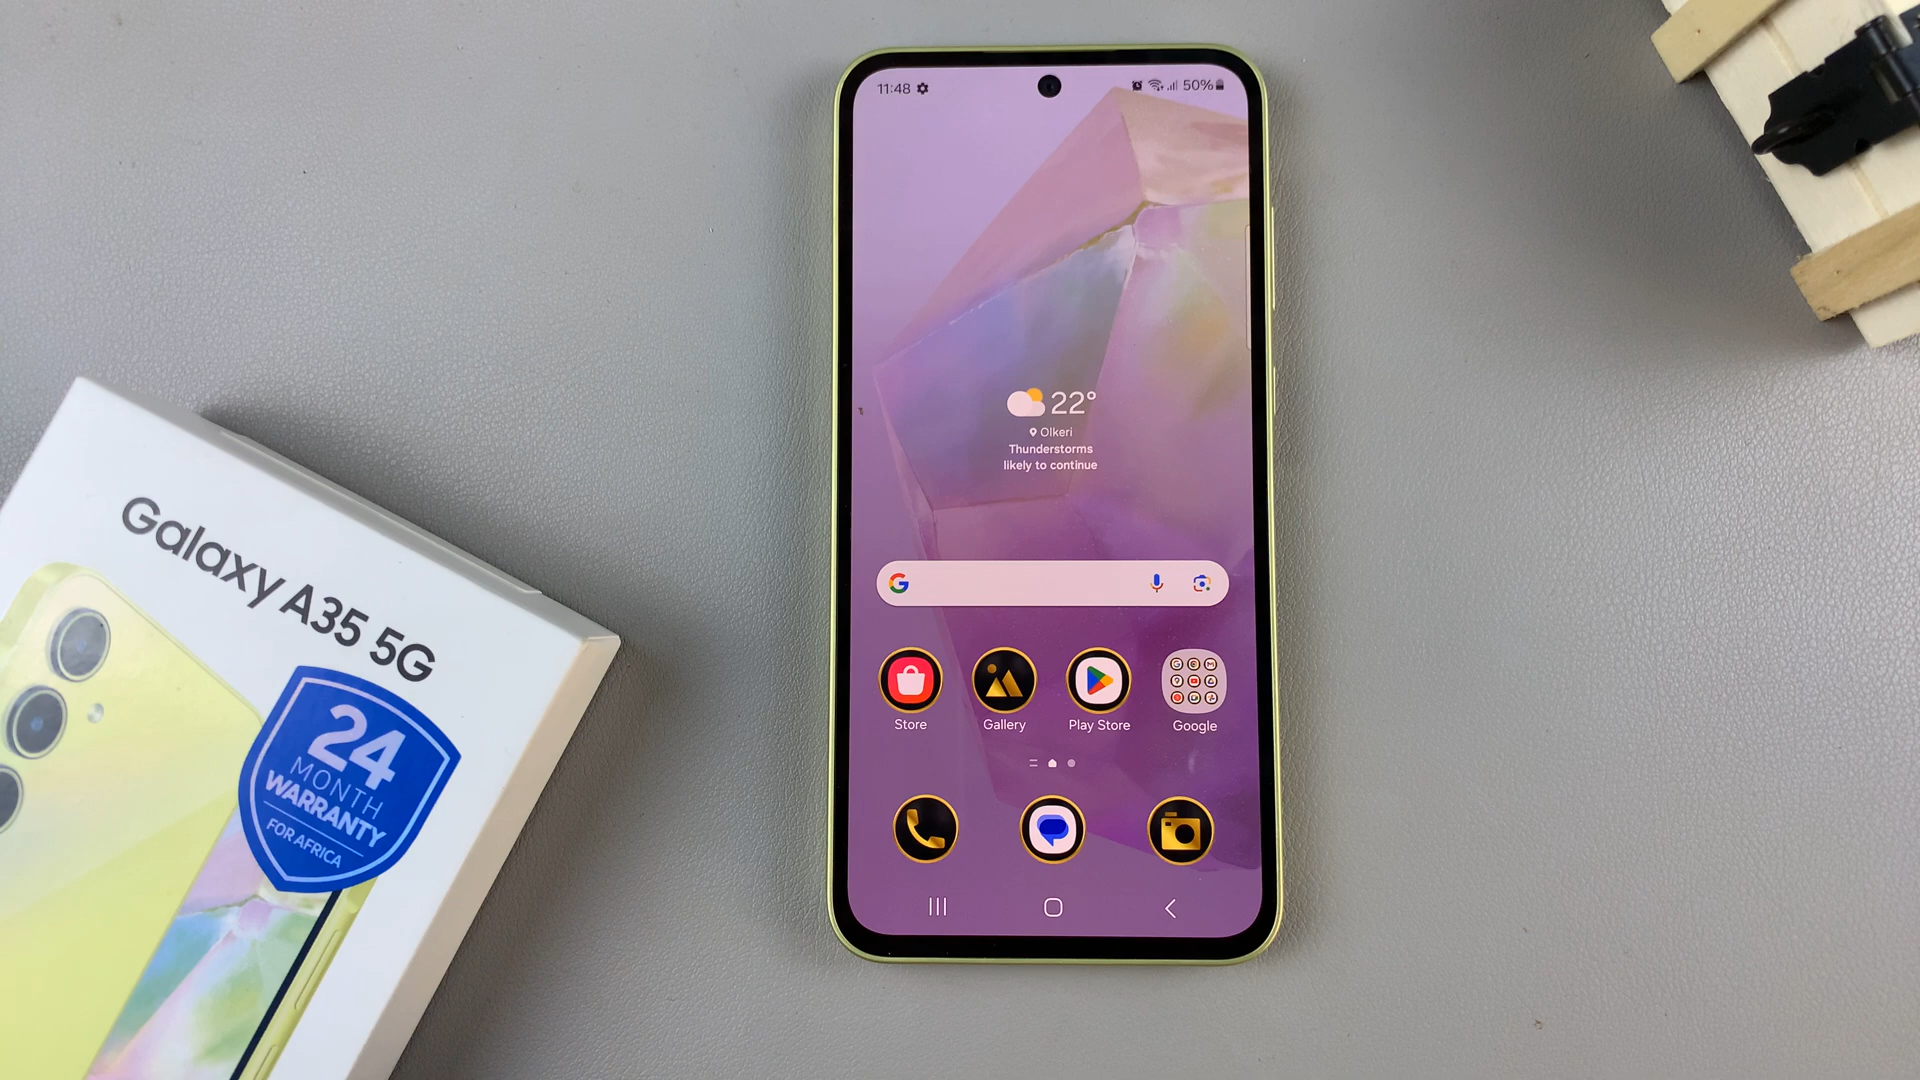 Galaxy A35 5G
24
MONTH
WARRANTY
FOR AFRICA
11:48
50%
22°
Olkeri
Thunderstorms
likely to continue
G
Store
Gallery
Play Store
Google